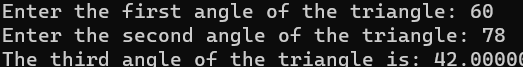 Enter the first angle of the triangle: 60
Enter the second angle of the triangle: 78
The third angle of the triangle is: 42.00000